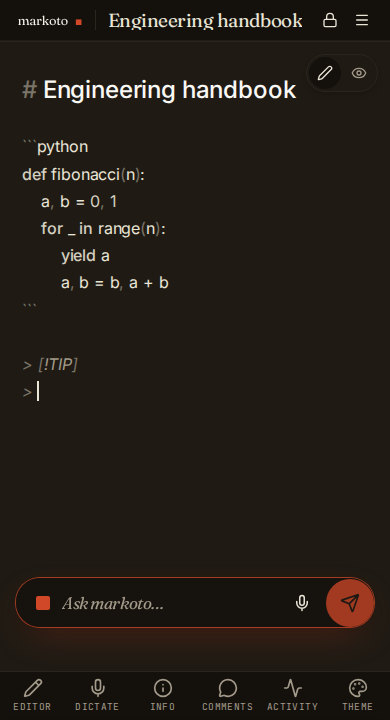 markoto
Engineering handbook
# Engineering handbook
```python
def fibonacci(n):
    a, b = 0, 1
    for _ in range(n):
        yield a
        a, b = b, a + b
```
> [!TIP]
>
Ask markoto...
EDITOR DICTATE INFO COMMENTS ACTIVITY THEME